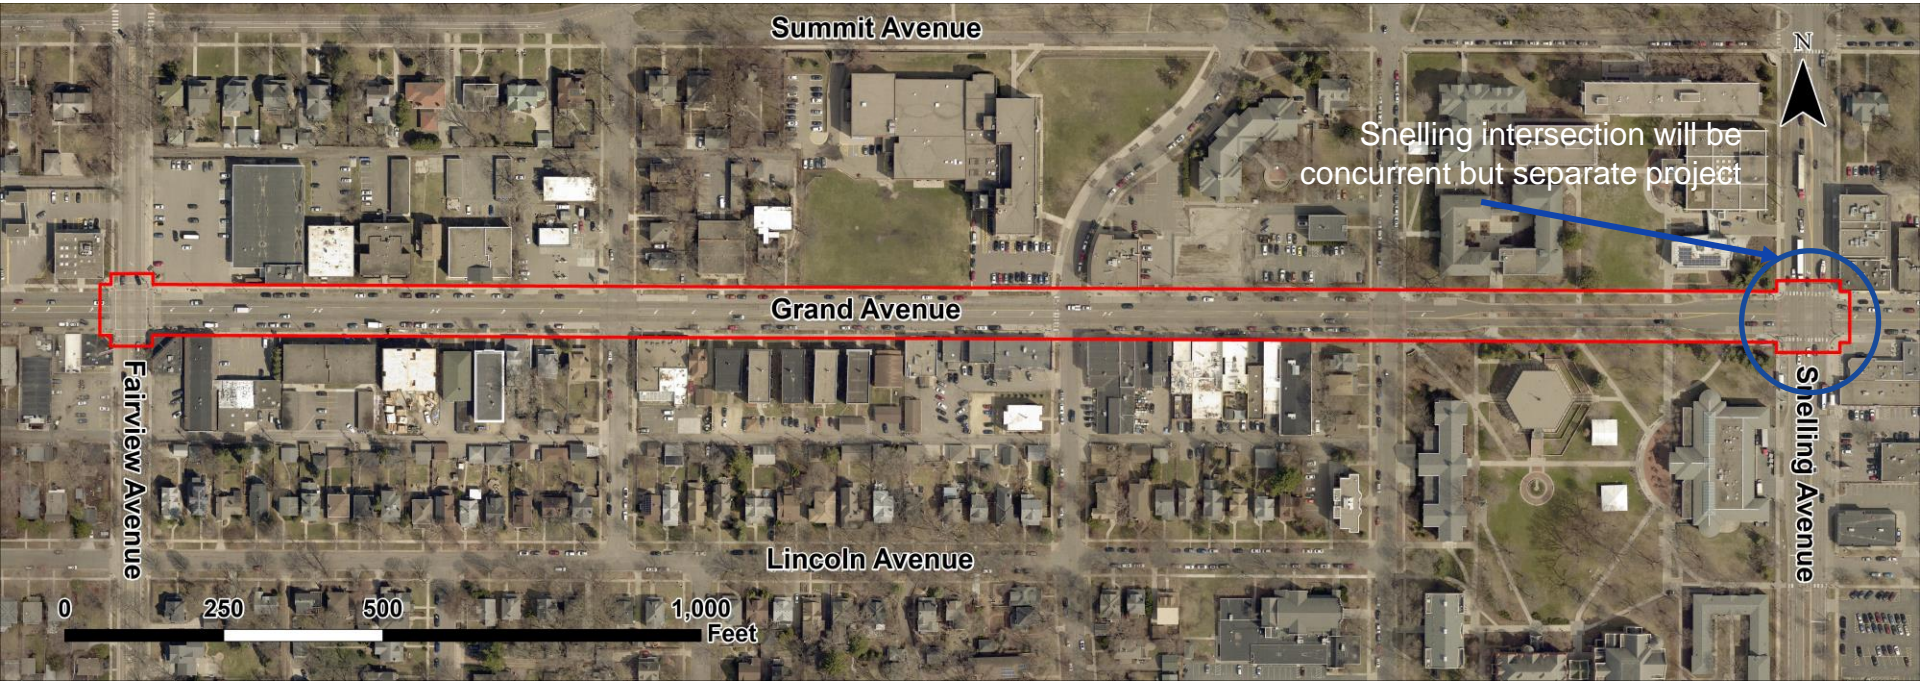 Summit Avenue
N
Snelling intersection will be
concurrent but separate project
Grand Avenue
Fairview Avenue
Snelling Avenue
Lincoln Avenue
0 250 500 1,000
Feet